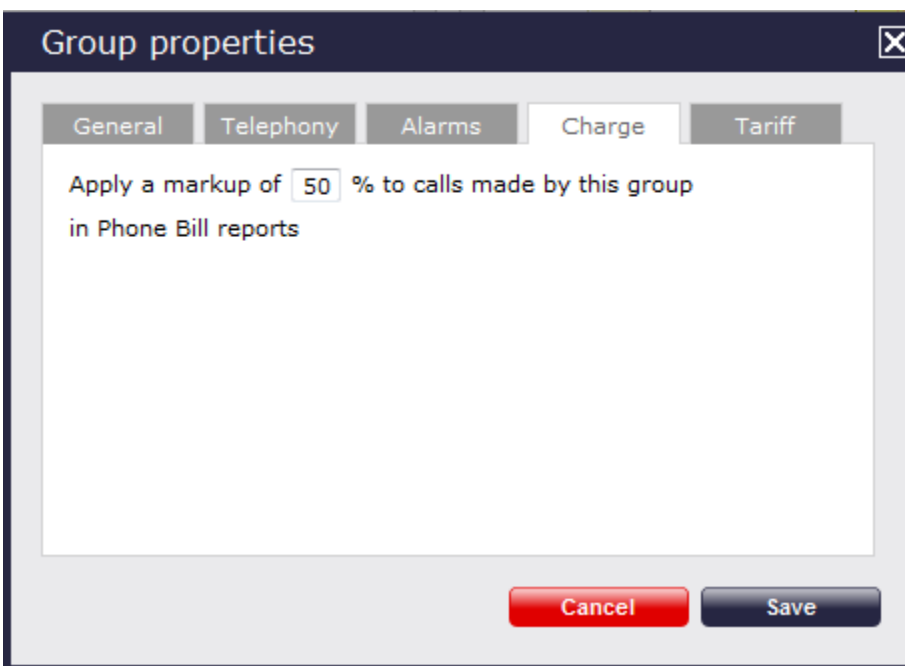 Group properties
General Telephony Alarms Charge Tariff
Apply a markup of 50 % to calls made by this group
in Phone Bill reports
Cancel Save